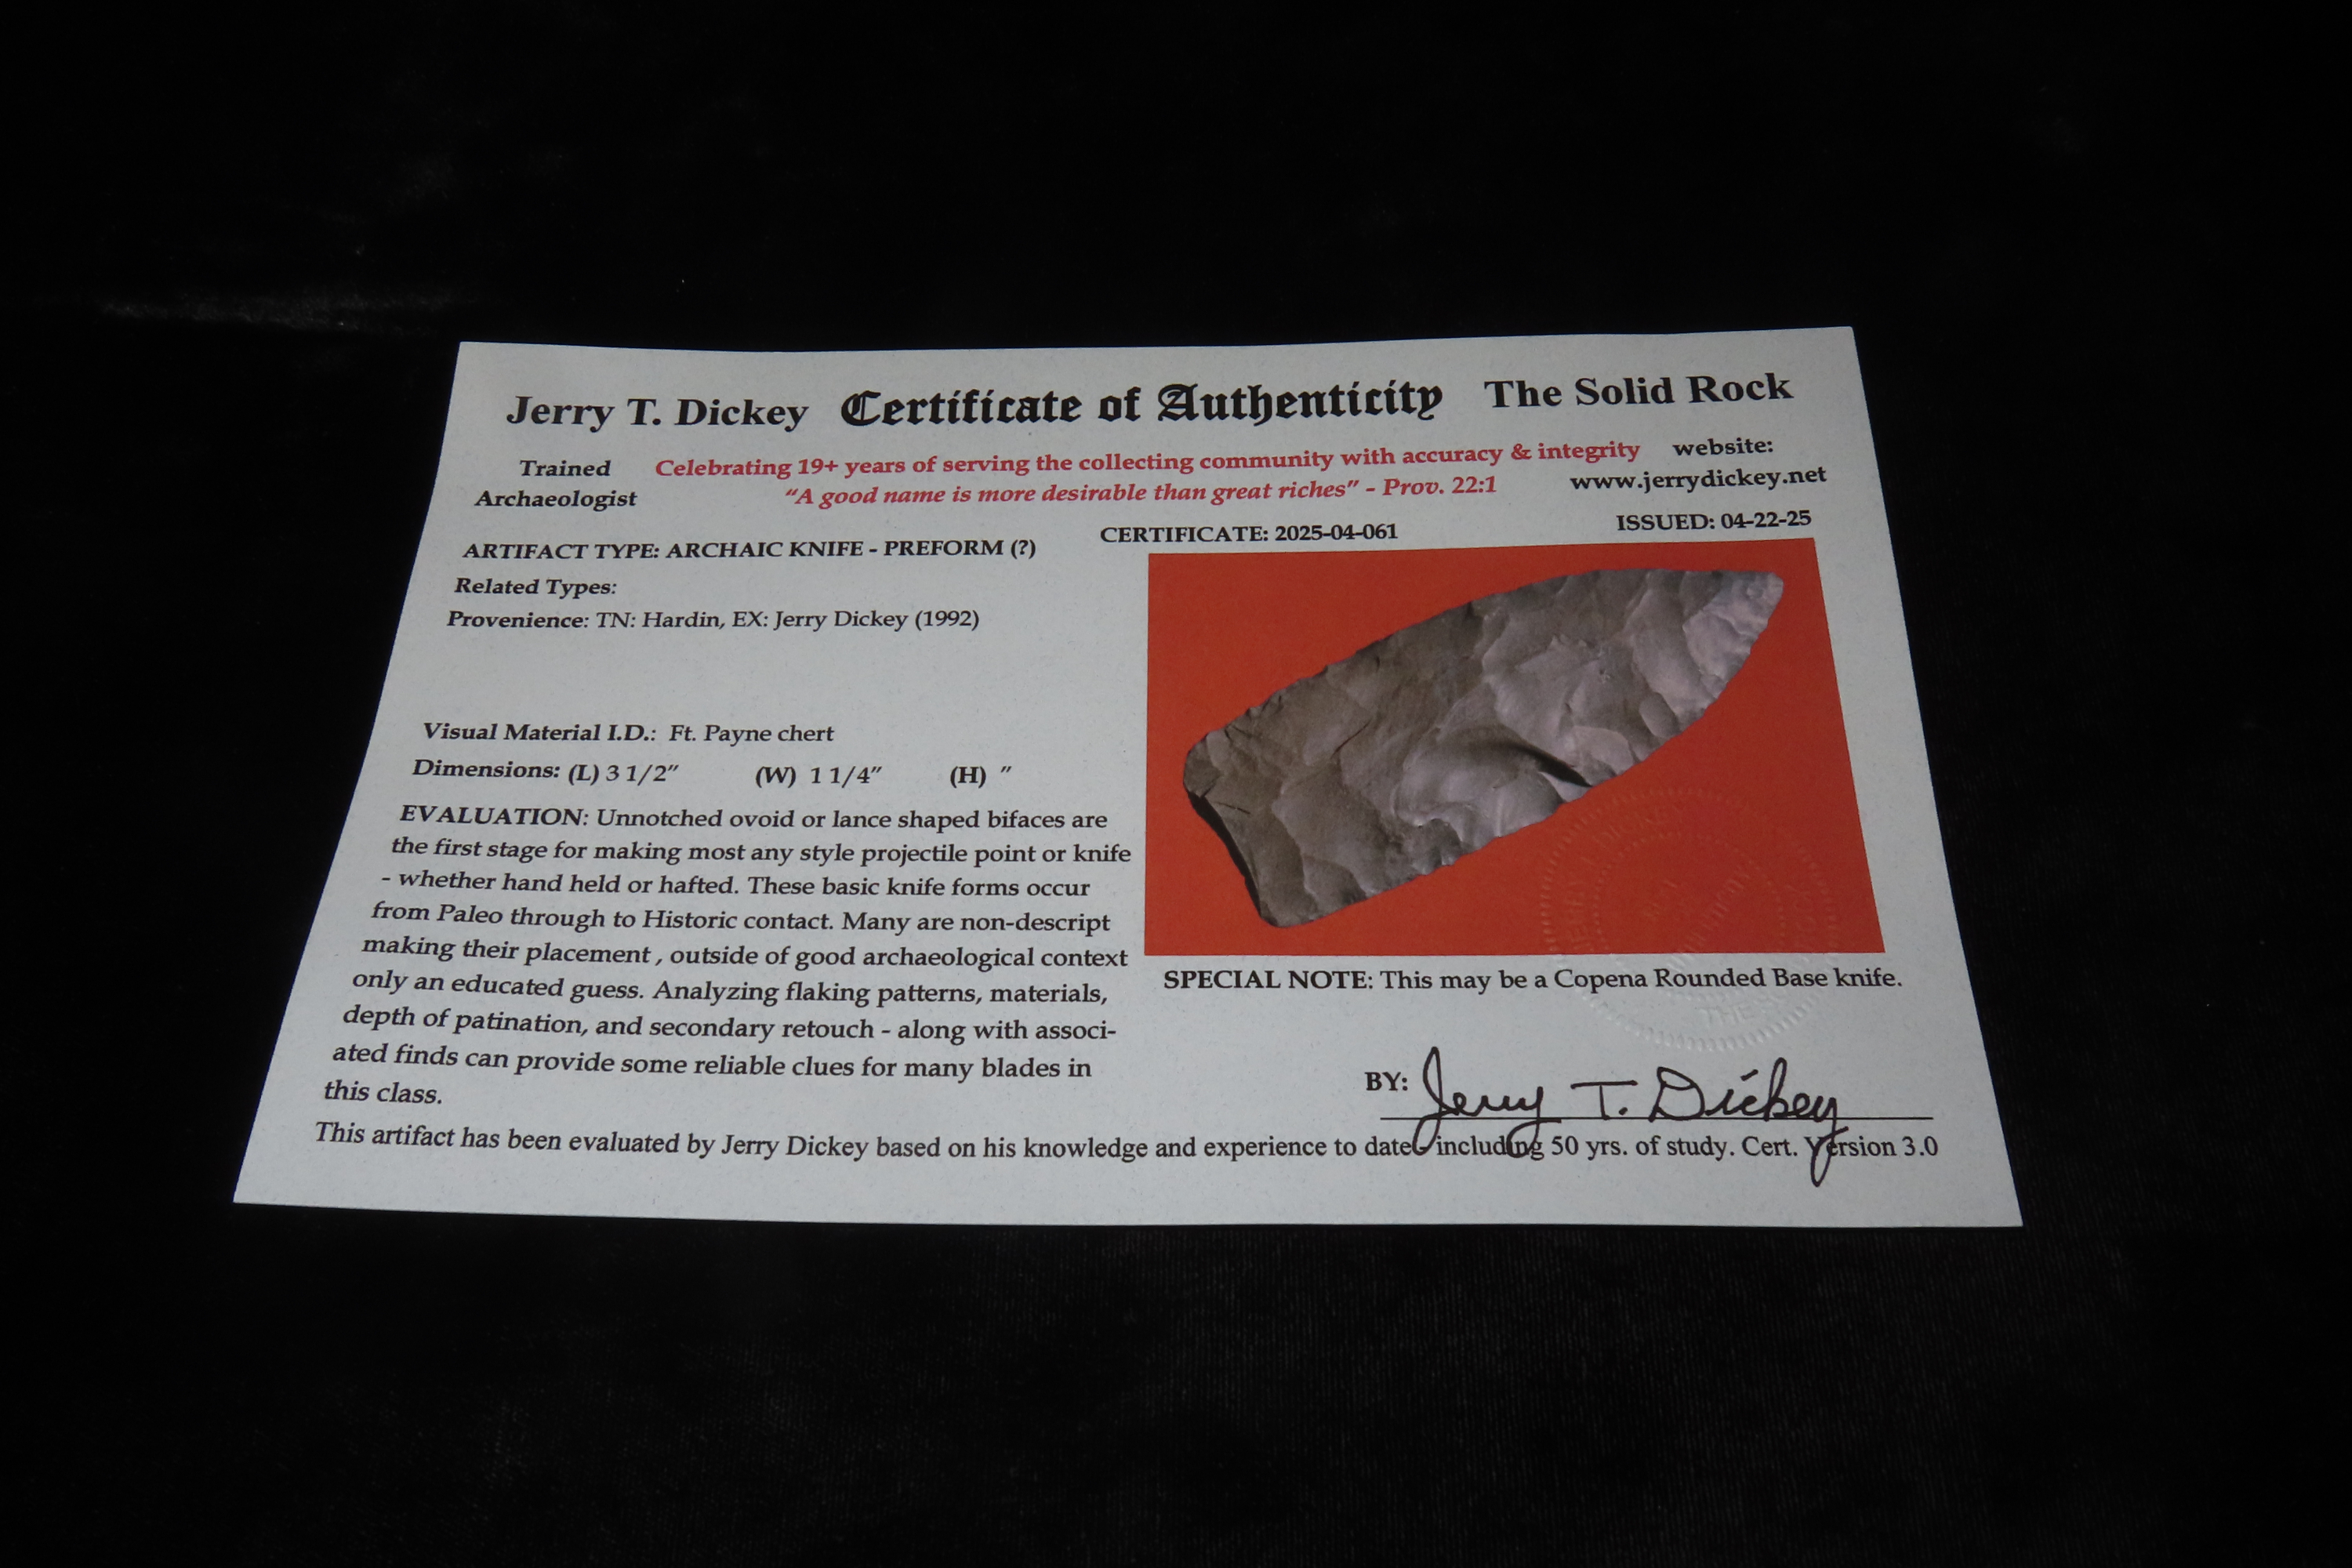 Jerry T. Dickey Certificate of Authenticity The Solid Rock
Trained Archaeologist
Celebrating 19+ years of serving the collecting community with accuracy & integrity
"A good name is more desirable than great riches" - Prov. 22:1
website:
www.jerrydickey.net
ARTIFACT TYPE: ARCHAIC KNIFE - PREFORM (?)
CERTIFICATE: 2025-04-061
ISSUED: 04-22-25
Related Types:
Provenience: TN: Hardin, EX: Jerry Dickey (1992)
Visual Material I.D.: Ft. Payne chert
Dimensions: (L) 3 1/2" (W) 1 1/4" (H) "
EVALUATION: Unnotched ovoid or lance shaped bifaces are
the first stage for making most any style projectile point or knife
- whether hand held or hafted. These basic knife forms occur
from Paleo through to Historic contact. Many are non-descript
making their placement , outside of good archaeological context
only an educated guess. Analyzing flaking patterns, materials,
depth of patination, and secondary retouch - along with associ-
ated finds can provide some reliable clues for many blades in
this class.
SPECIAL NOTE: This may be a Copena Rounded Base knife.
BY: Jerry T. Dickey
This artifact has been evaluated by Jerry Dickey based on his knowledge and experience to date- including 50 yrs. of study. Cert. Version 3.0